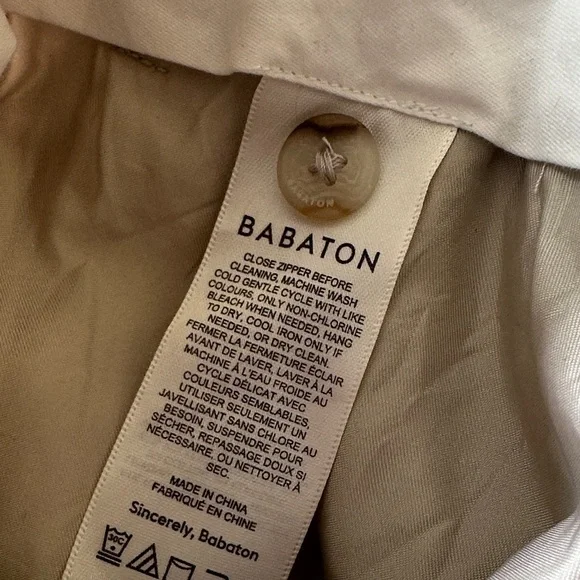 BABATON
BABATON
CLOSE ZIPPER BEFORE
CLEANING, MACHINE WASH
COLD GENTLE CYCLE WITH LIKE
COLOURS, ONLY NON-CHLORINE
BLEACH WHEN NEEDED, HANG
TO DRY, COOL IRON ONLY IF
NEEDED, OR DRY CLEAN.
FERMER LA FERMETURE ÉCLAIR
AVANT DE LAVER, LAVER À LA
MACHINE À L'EAU FROIDE AU
CYCLE DÉLICAT AVEC
COULEURS SEMBLABLES,
UTILISER SEULEMENT UN
JAVELLISANT SANS CHLORE AU
BESOIN, SUSPENDRE POUR
SÉCHER, REPASSAGE DOUX SI
NÉCESSAIRE, OU NETTOYER À
SEC.
MADE IN CHINA
FABRIQUÉ EN CHINE
Sincerely, Babaton
30C